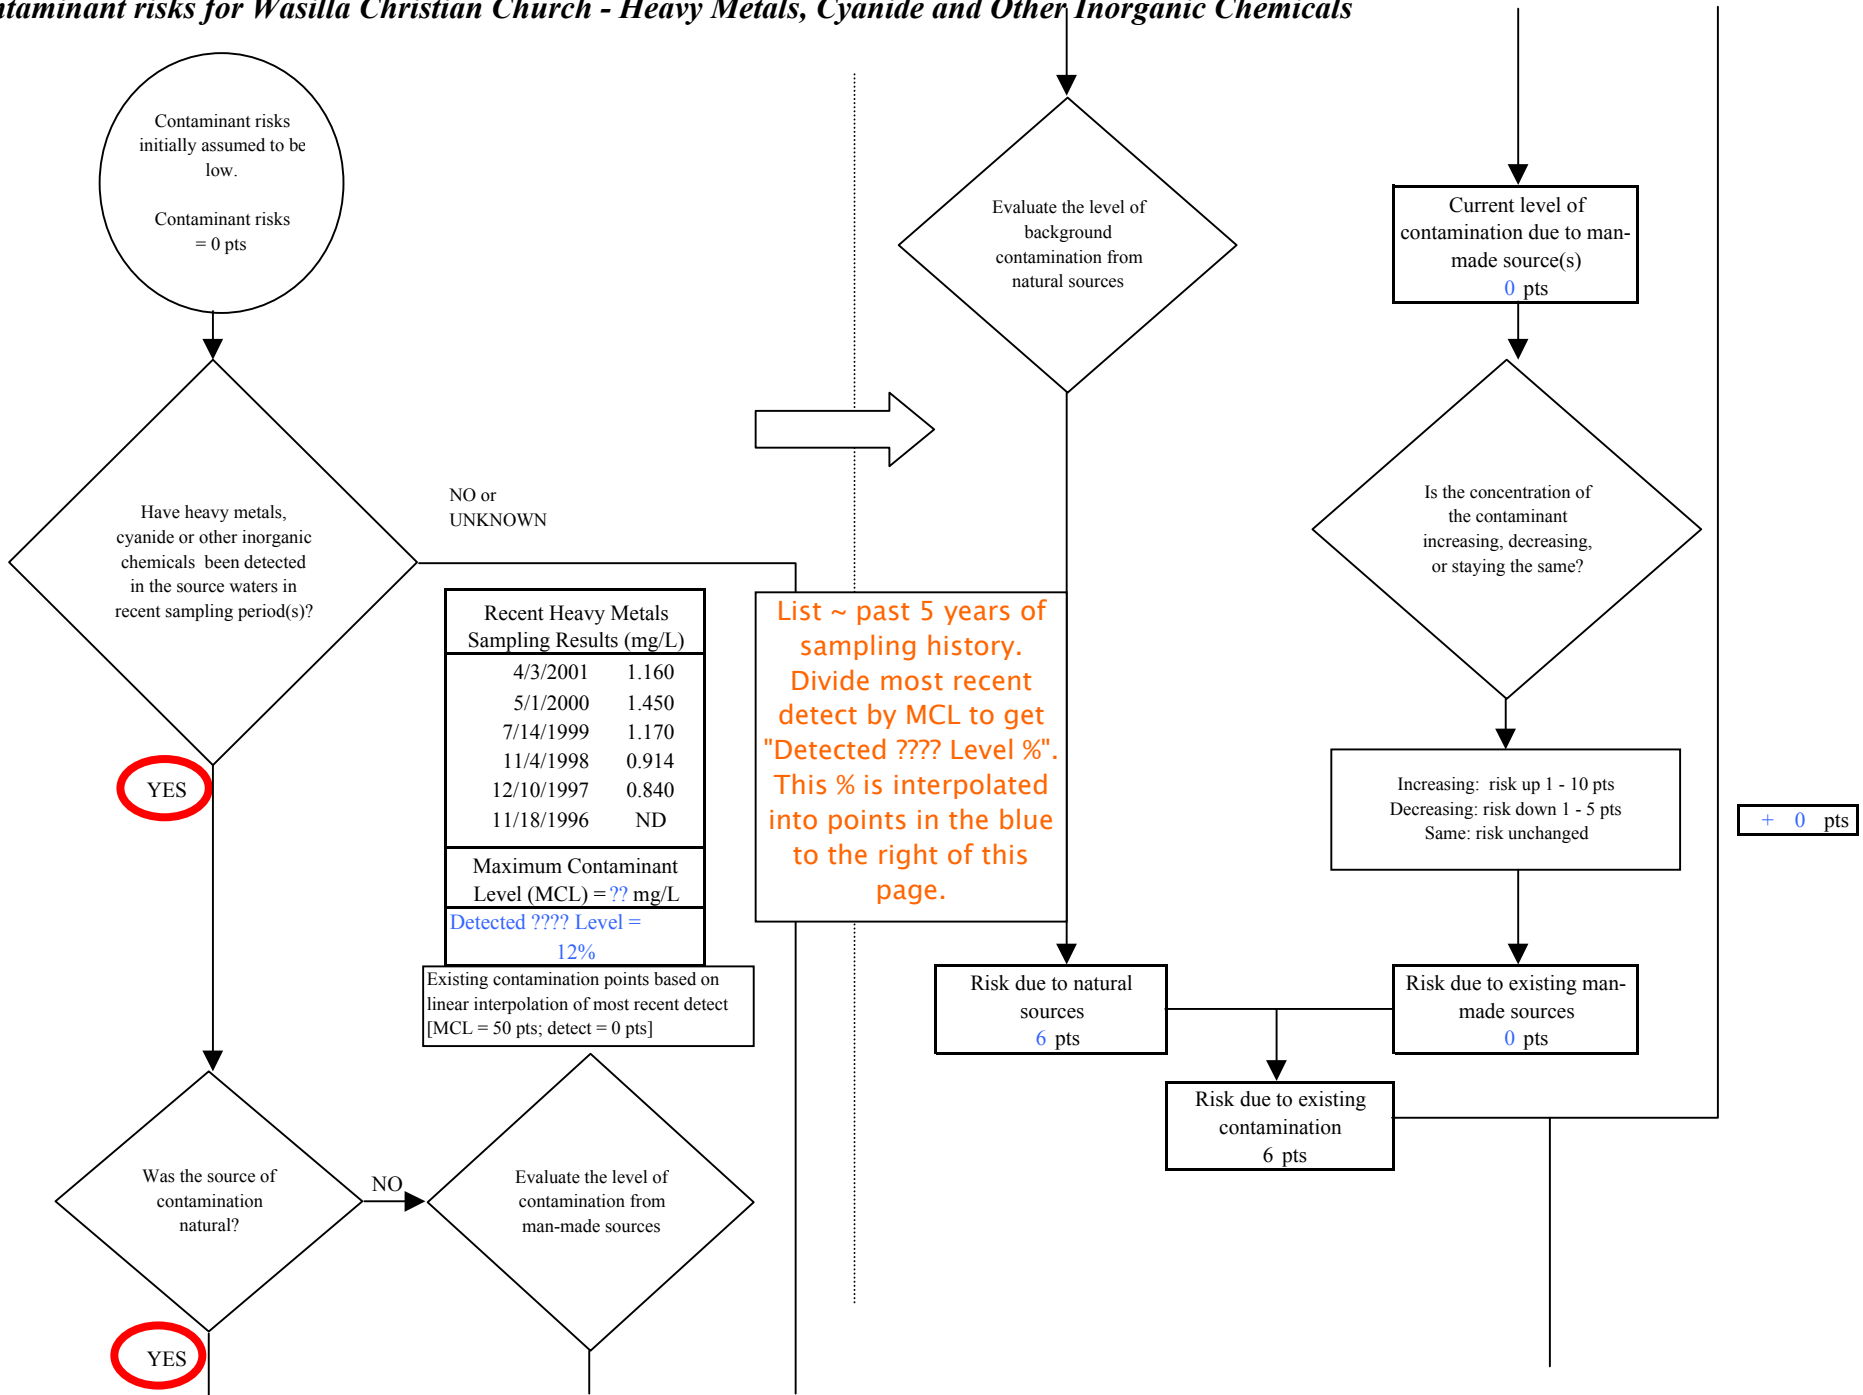 ntaminant risks for Wasilla Christian Church - Heavy Metals, Cyanide and Other Inorganic Chemicals
Contaminant risks
initially assumed to be
low.
Contaminant risks
= 0 pts
Have heavy metals,
cyanide or other inorganic
chemicals been detected
in the source waters in
recent sampling period(s)?
NO or
UNKNOWN
YES
Recent Heavy Metals
Sampling Results (mg/L)
4/3/2001 1.160
5/1/2000 1.450
7/14/1999 1.170
11/4/1998 0.914
12/10/1997 0.840
11/18/1996 ND
Maximum Contaminant
Level (MCL) = ?? mg/L
Detected ???? Level =
12%
Existing contamination points based on
linear interpolation of most recent detect
[MCL = 50 pts; detect = 0 pts]
Was the source of
contamination
natural?
NO
YES
Evaluate the level of
contamination from
man-made sources
List ~ past 5 years of
sampling history.
Divide most recent
detect by MCL to get
"Detected ???? Level %".
This % is interpolated
into points in the blue
to the right of this
page.
Evaluate the level of
background
contamination from
natural sources
Risk due to natural
sources
6 pts
Current level of
contamination due to man-
made source(s)
0 pts
Is the concentration of
the contaminant
increasing, decreasing,
or staying the same?
Increasing: risk up 1 - 10 pts
Decreasing: risk down 1 - 5 pts
Same: risk unchanged
Risk due to existing man-
made sources
0 pts
Risk due to existing
contamination
6 pts
+ 0 pts